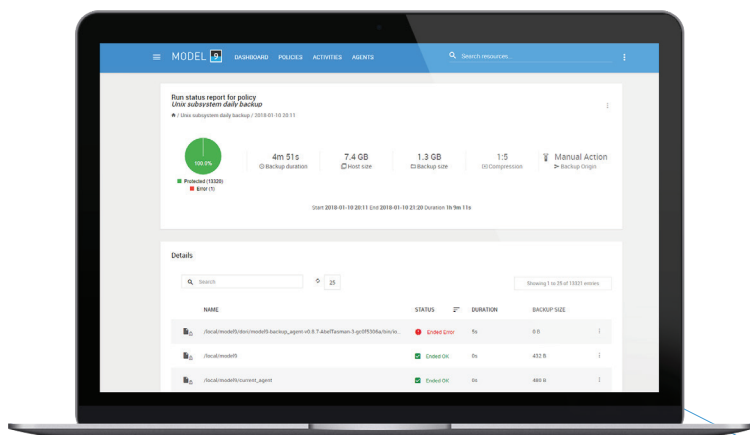 MODEL 9 DASHBOARD POLICIES ACTIVITIES AGENTS Search resources...
Run status report for policy
Unix subsystem daily backup
/ Unix subsystem daily backup / 2018-01-10 20:11
100.0%
Protected (13320)
Error (1)
4m 51s 7.4 GB 1.3 GB 1:5 Manual Action
Backup duration Host size Backup size Compression Backup Origin
Start 2018-01-10 20:11 End 2018-01-10 21:20 Duration 1h 9m 11s
Details
Search 25 Showing 1 to 25 of 13321 entries
NAME STATUS DURATION BACKUP SIZE
Ended Error 5s 0 B
/local/model9 Ended OK 0s 432 B
/local/model9/current_agent Ended OK 0s 480 B